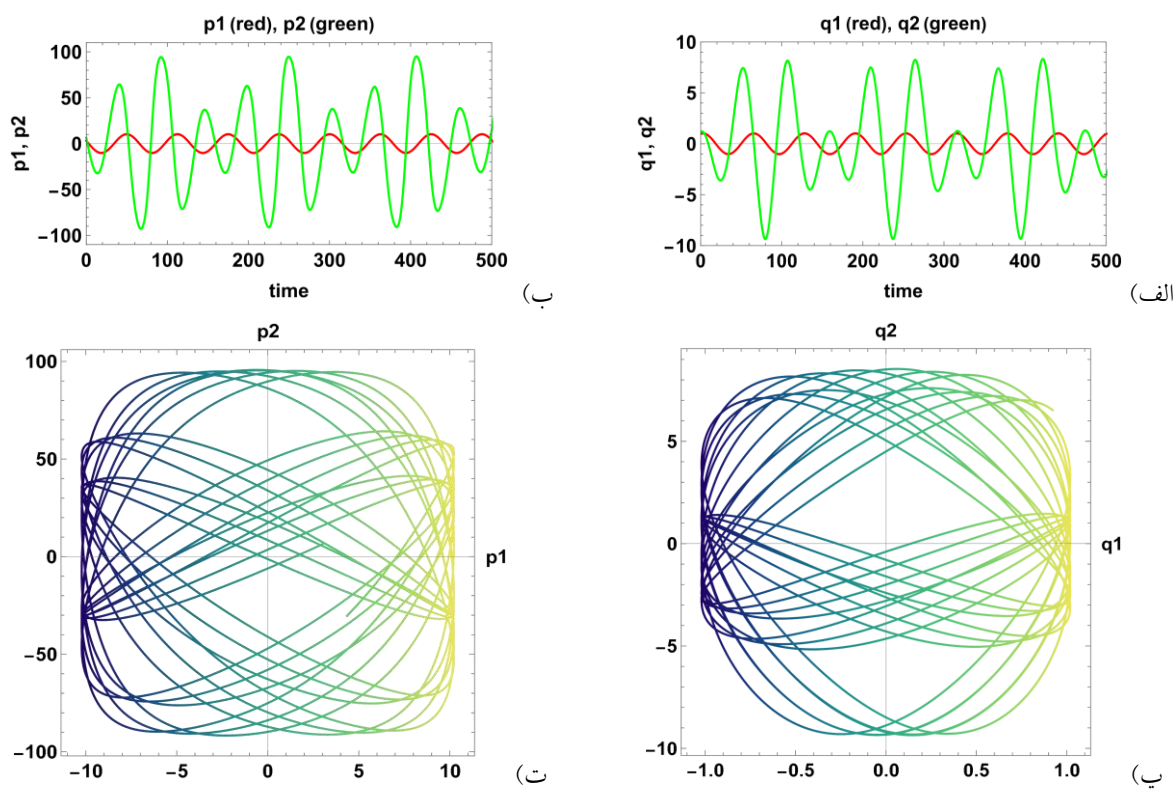 p1 (red), p2 (green)
p1, p2
100
50
0
−50
−100
0 100 200 300 400 500
time
ب)
q1 (red), q2 (green)
q1, q2
10
5
0
−5
−10
0 100 200 300 400 500
time
الف)
p2
100
50
0
−50
−100
p1
−10 −5 0 5 10
ت)
q2
5
0
−5
−10
q1
−1.0 −0.5 0.0 0.5 1.0
پ)